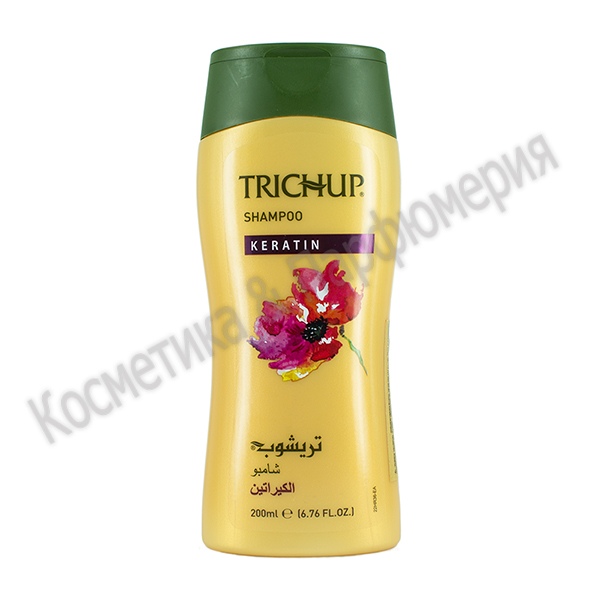 TRICHUP®
SHAMPOO
KERATIN
تريشوب®
شامبو
الكيراتين
200ml ℮ (6.76 FL.OZ.)
Косметика & Парфюмерия